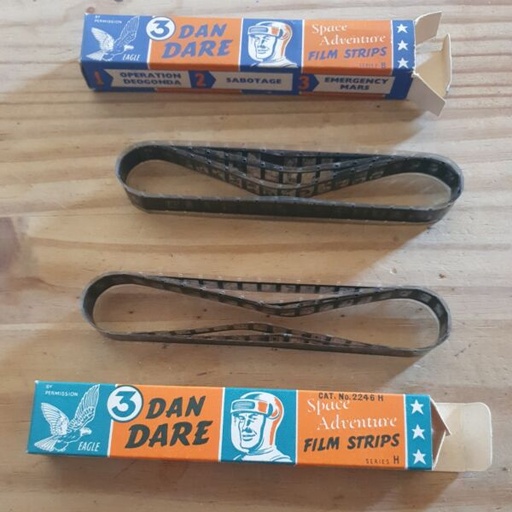 BY
PERMISSION
EAGLE
3
DAN
DARE
Space
Adventure
FILM STRIPS
SERIES B
1 OPERATION
DEOGONDA
2 SABOTAGE
3 EMERGENCY
MARS
BY
PERMISSION
EAGLE
3
DAN
DARE
CAT. No. 2246 H
Space
Adventure
FILM STRIPS
SERIES H